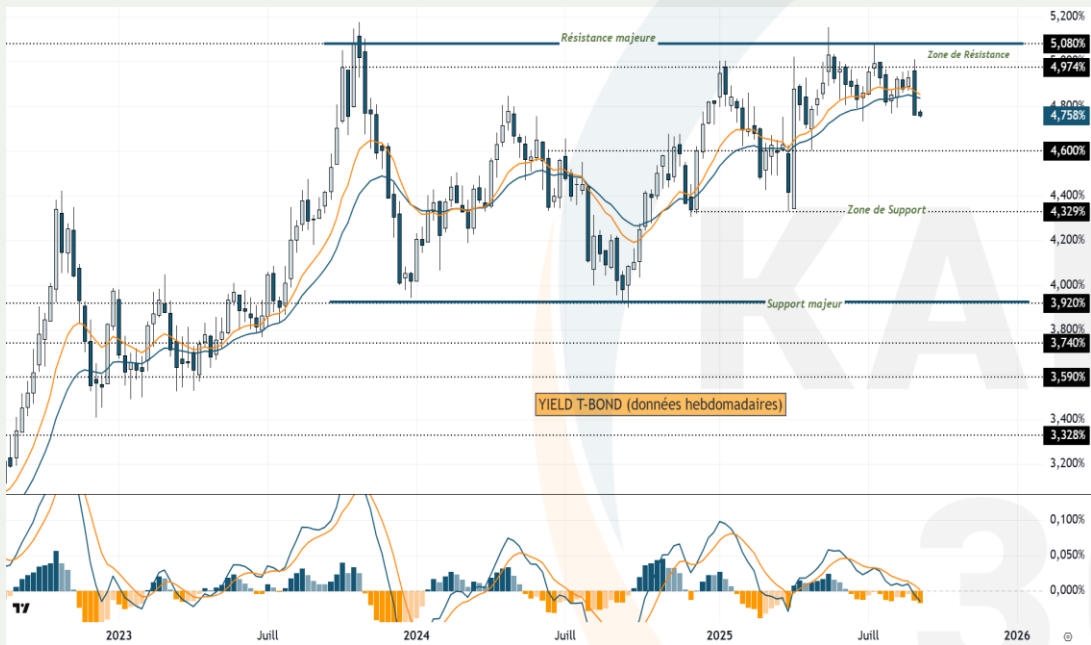 5,200%
Résistance majeure
5,080%
Zone de Résistance
4,974%
4,800%
4,758%
4,600%
4,400%
Zone de Support
4,329%
4,200%
4,000%
Support majeur
3,920%
3,800%
3,740%
3,590%
YIELD T-BOND (données hebdomadaires)
3,400%
3,328%
3,200%
0,100%
0,050%
0,000%
2023
Juill
2024
Juill
2025
Juill
2026
KA
3